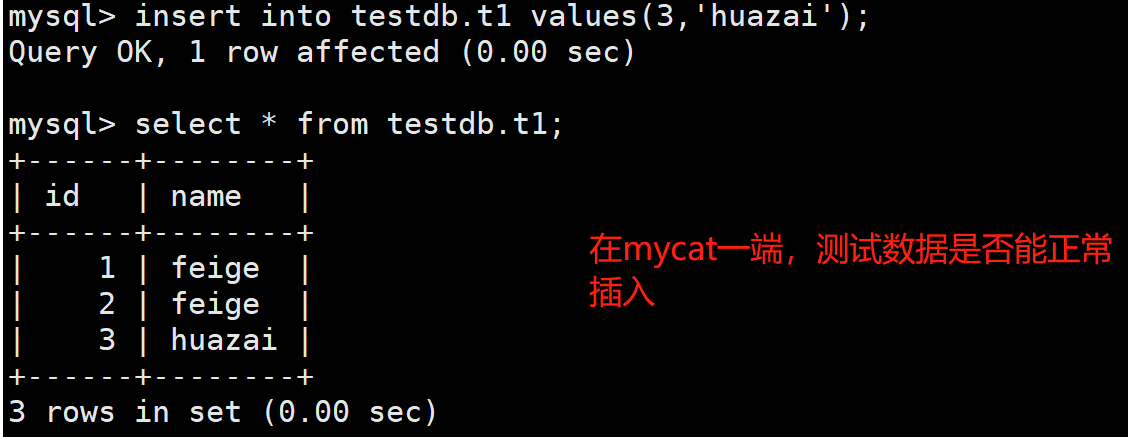 mysql> insert into testdb.t1 values(3,'huazai');
Query OK, 1 row affected (0.00 sec)
mysql> select * from testdb.t1;
+------+--------+
| id   | name   |
+------+--------+
|    1 | feige  |
|    2 | feige  |
|    3 | huazai |
+------+--------+
3 rows in set (0.00 sec)
在mycat一端，测试数据是否能正常
插入